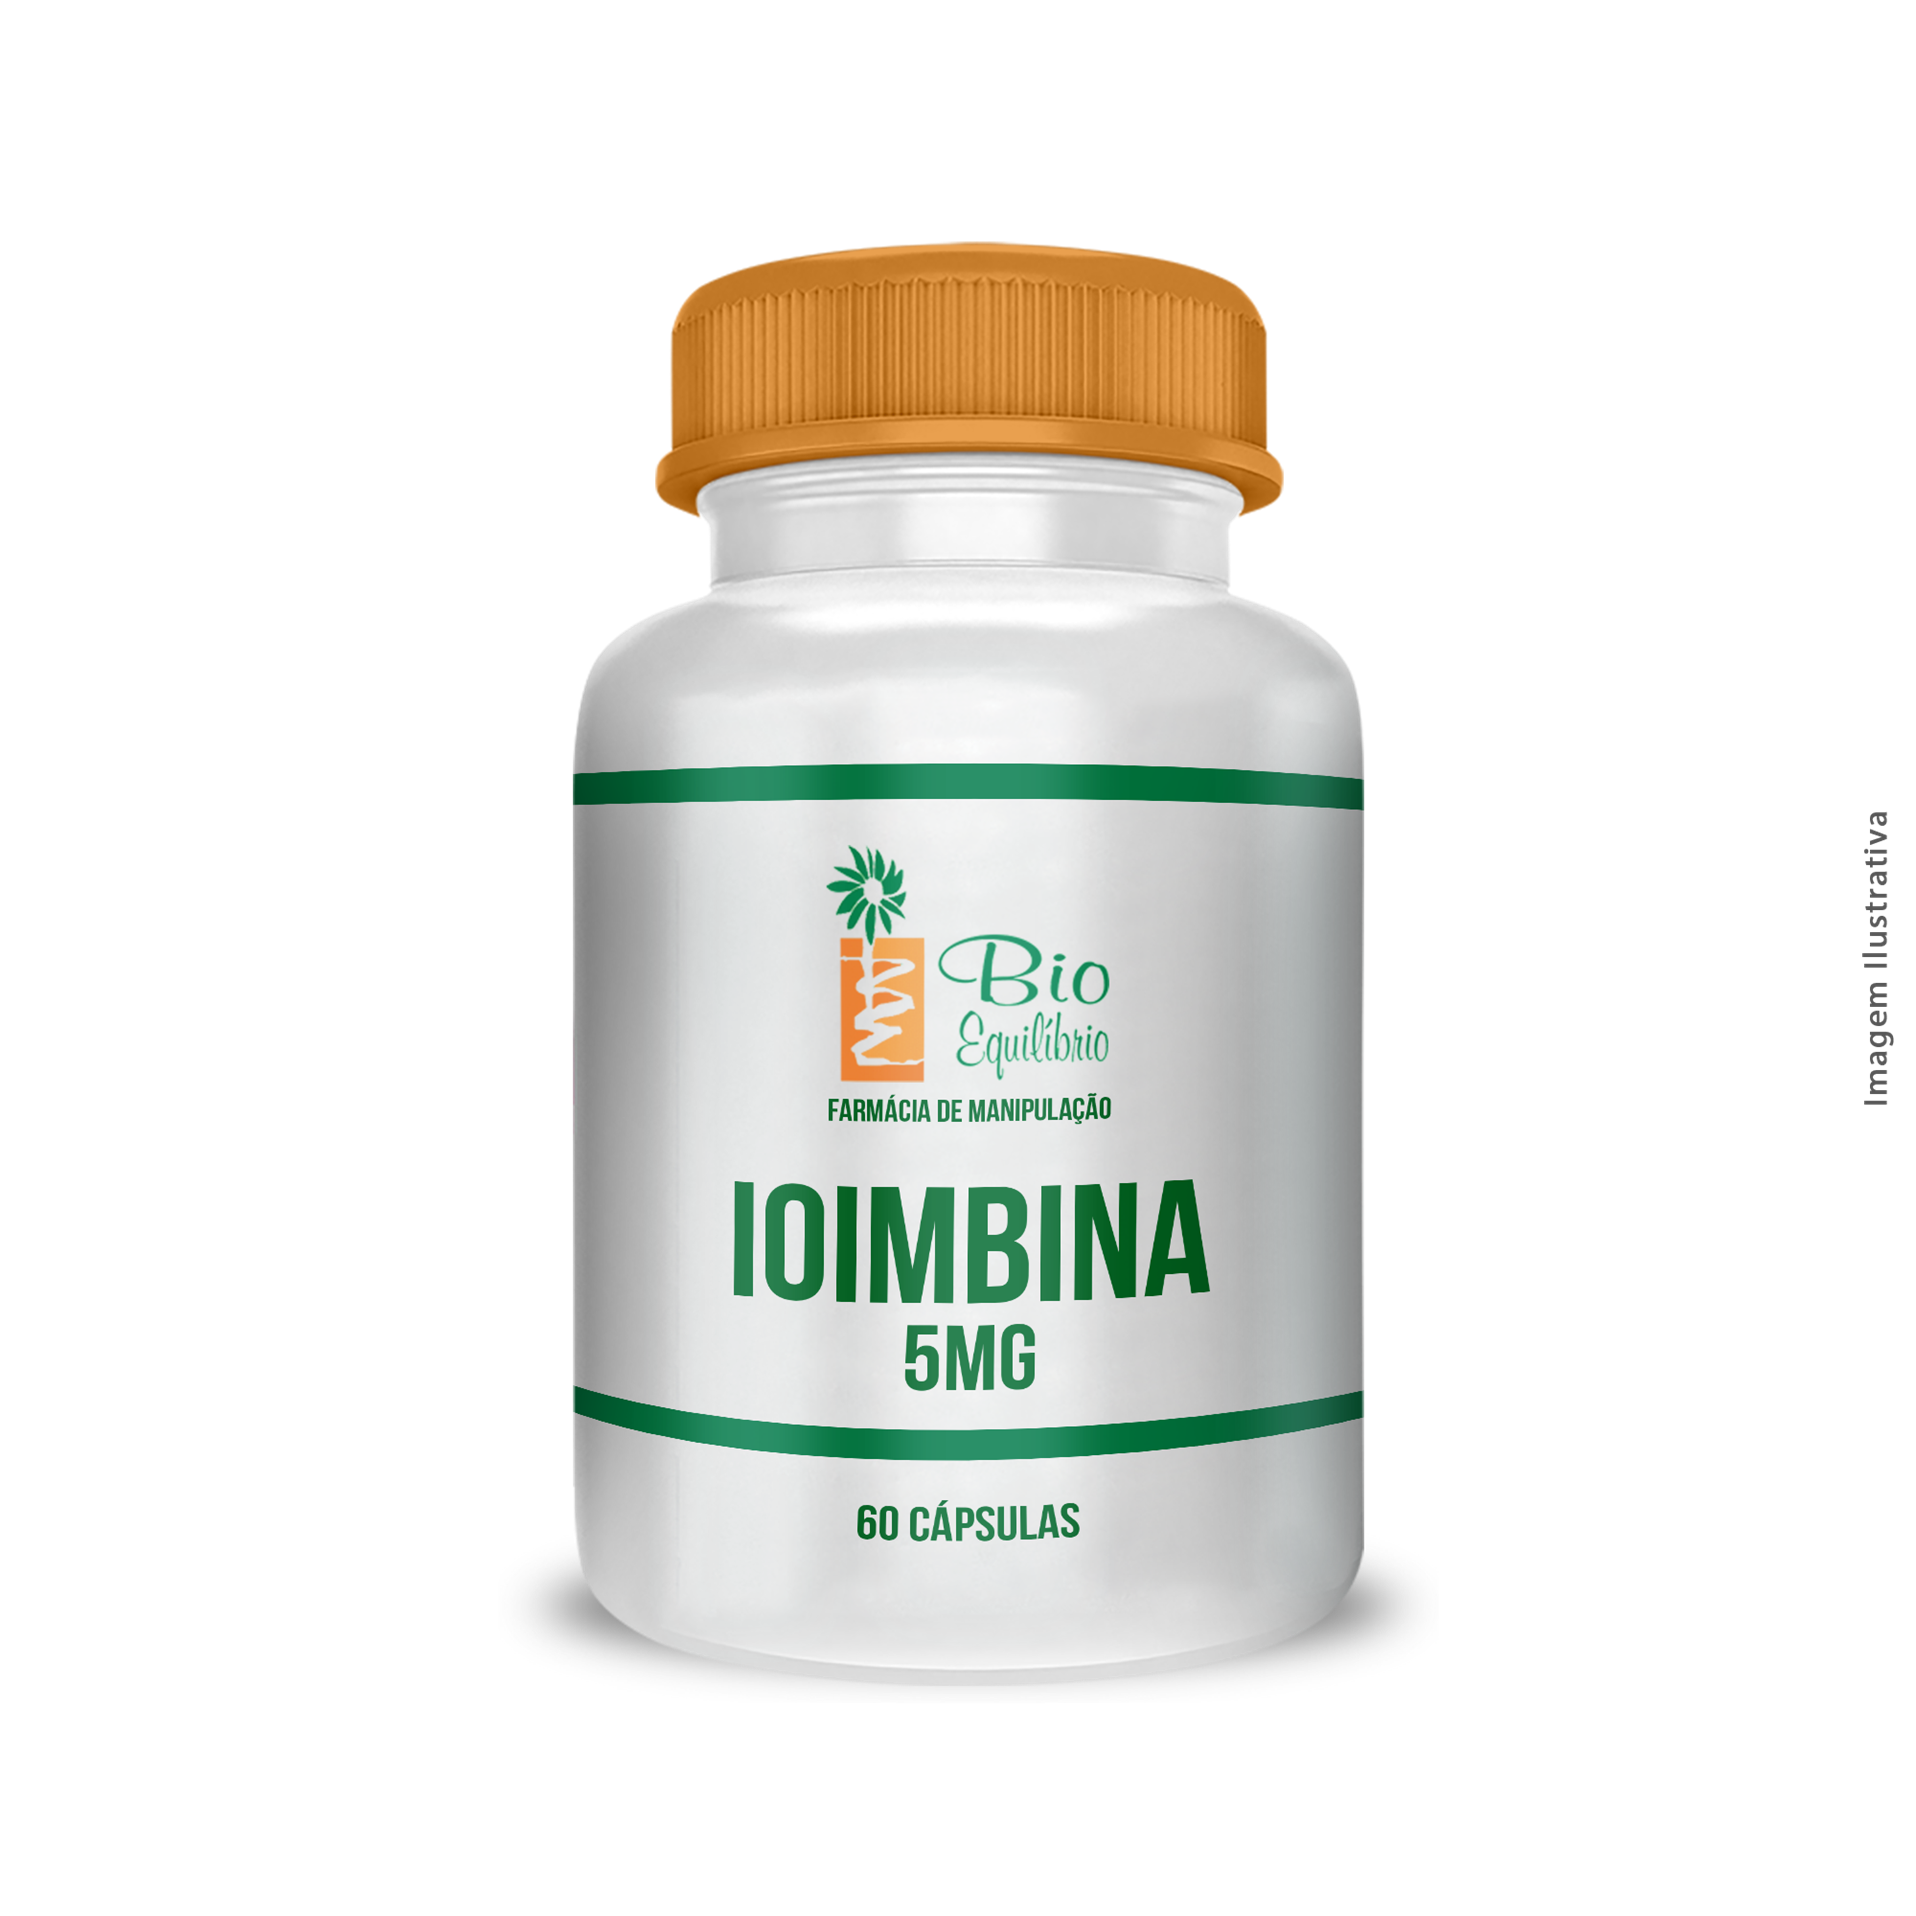 Bio
Equilíbrio
FARMÁCIA DE MANIPULAÇÃO
IOIMBINA
5MG
60 CÁPSULAS
Imagem Ilustrativa